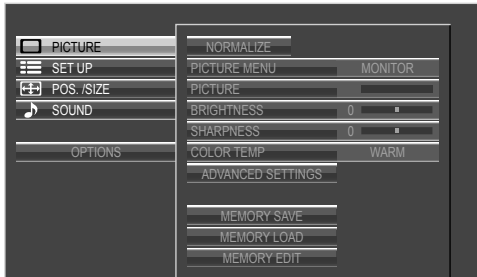 PICTURE
SET UP
POS. /SIZE
SOUND
OPTIONS
NORMALIZE
PICTURE MENU MONITOR
PICTURE
BRIGHTNESS 0
SHARPNESS 0
COLOR TEMP WARM
ADVANCED SETTINGS
MEMORY SAVE
MEMORY LOAD
MEMORY EDIT